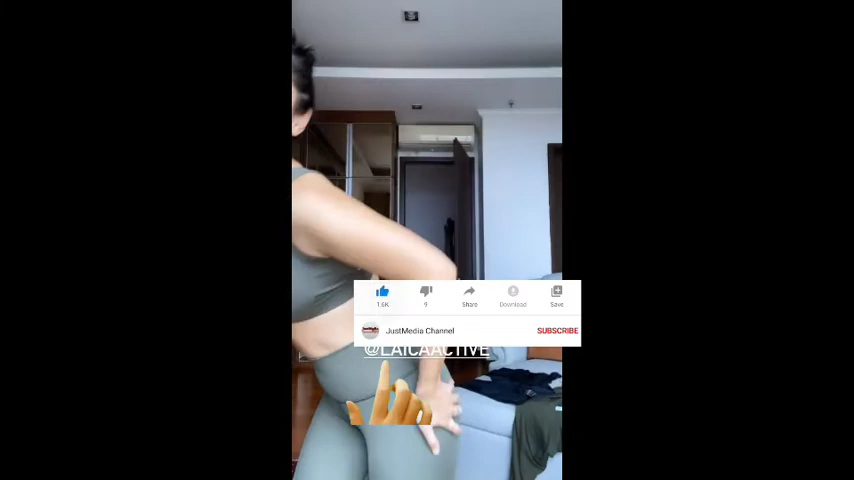 1.6K 9 Share Download Save
JustMedia Channel SUBSCRIBE
@LAICAACTIVE